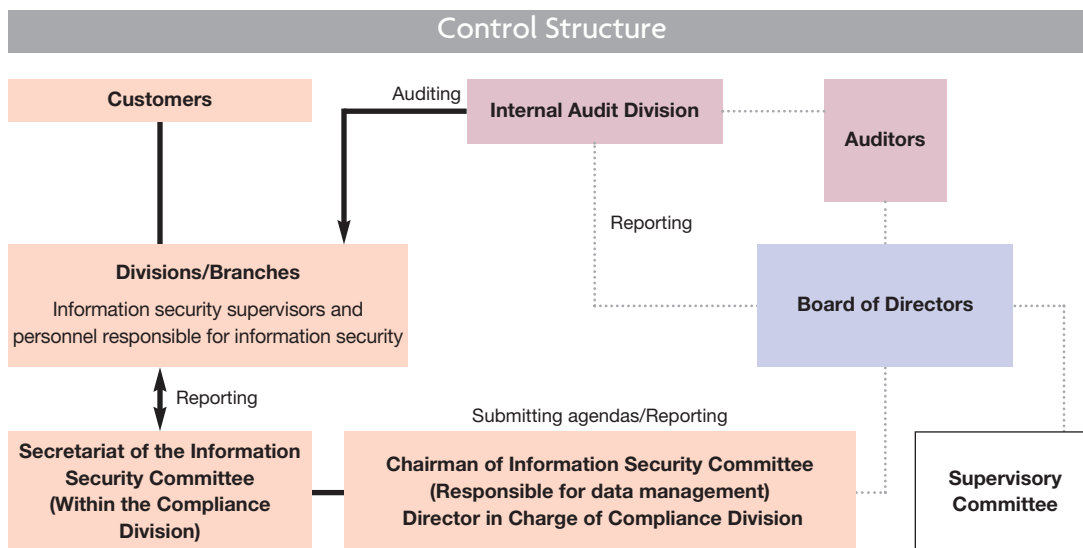 Control Structure
Customers
Auditing
Internal Audit Division
Auditors
Reporting
Divisions/Branches
Information security supervisors and
personnel responsible for information security
Board of Directors
Reporting
Submitting agendas/Reporting
Secretariat of the Information
Security Committee
(Within the Compliance
Division)
Chairman of Information Security Committee
(Responsible for data management)
Director in Charge of Compliance Division
Supervisory
Committee